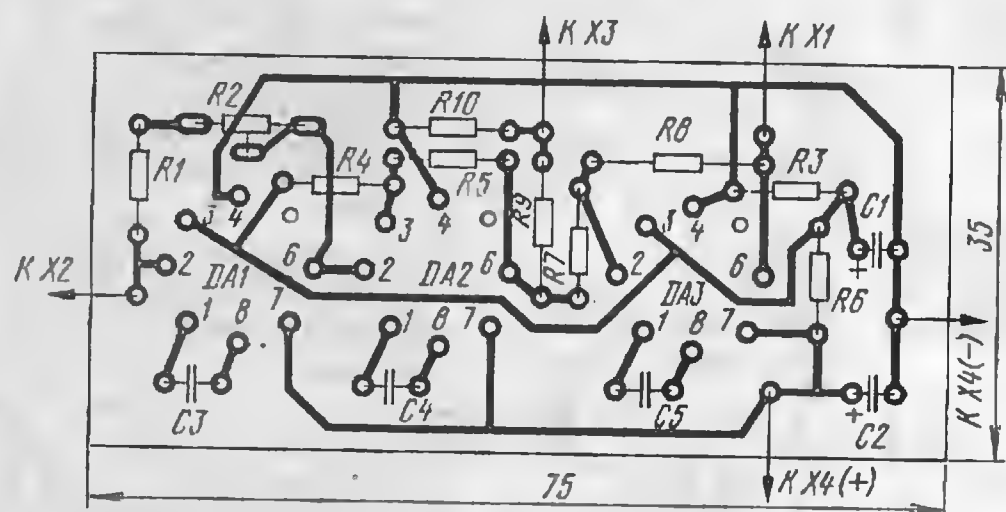 К X3
К X1
R2
R10
R8
R1
R4
R5
R3
C1
3
4
3
4
R9
R7
3
4
+
35
К X2
2
DA1
6
2
DA2
6
2
6
R6
1
8
7
1
8
7
DA3
1
8
7
C3
C4
C5
+
C2
К X4(-)
75
К X4(+)